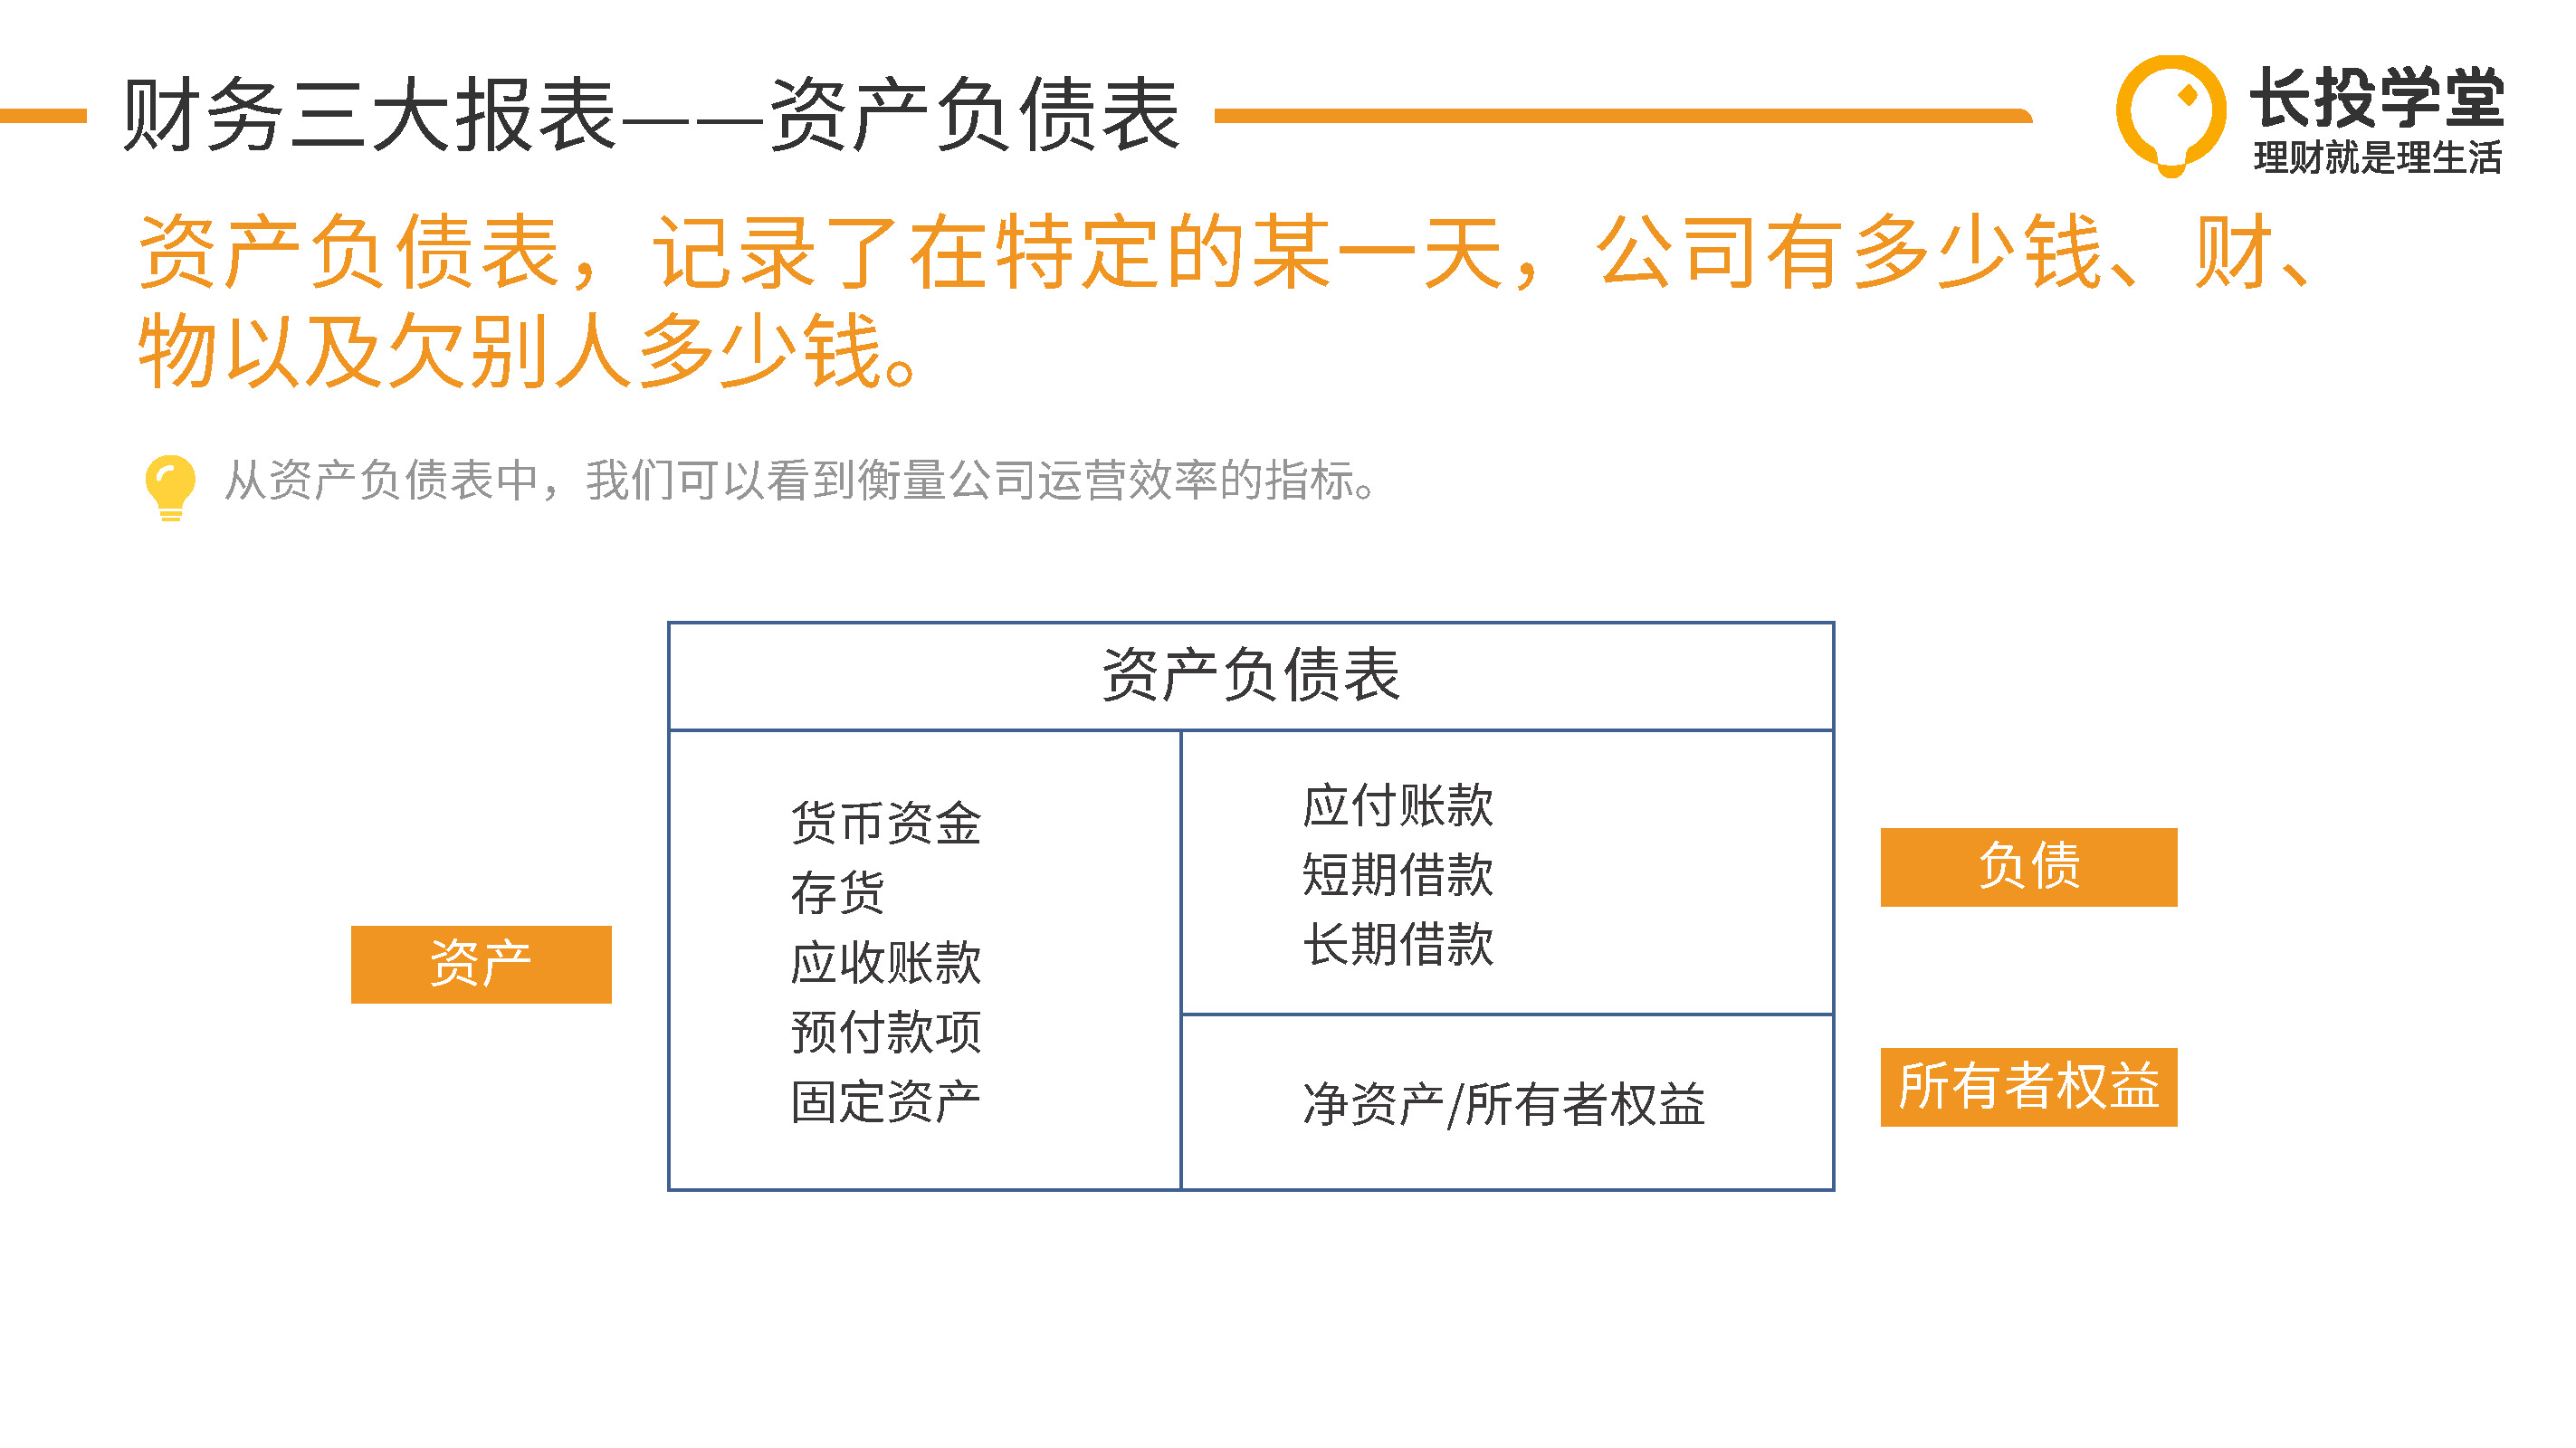 财务三大报表——资产负债表
长投学堂
理财就是理生活
资产负债表，记录了在特定的某一天，公司有多少钱、财、
物以及欠别人多少钱。
从资产负债表中，我们可以看到衡量公司运营效率的指标。
资产负债表
资产
货币资金
存货
应收账款
预付款项
固定资产
应付账款
短期借款
长期借款
负债
净资产/所有者权益
所有者权益